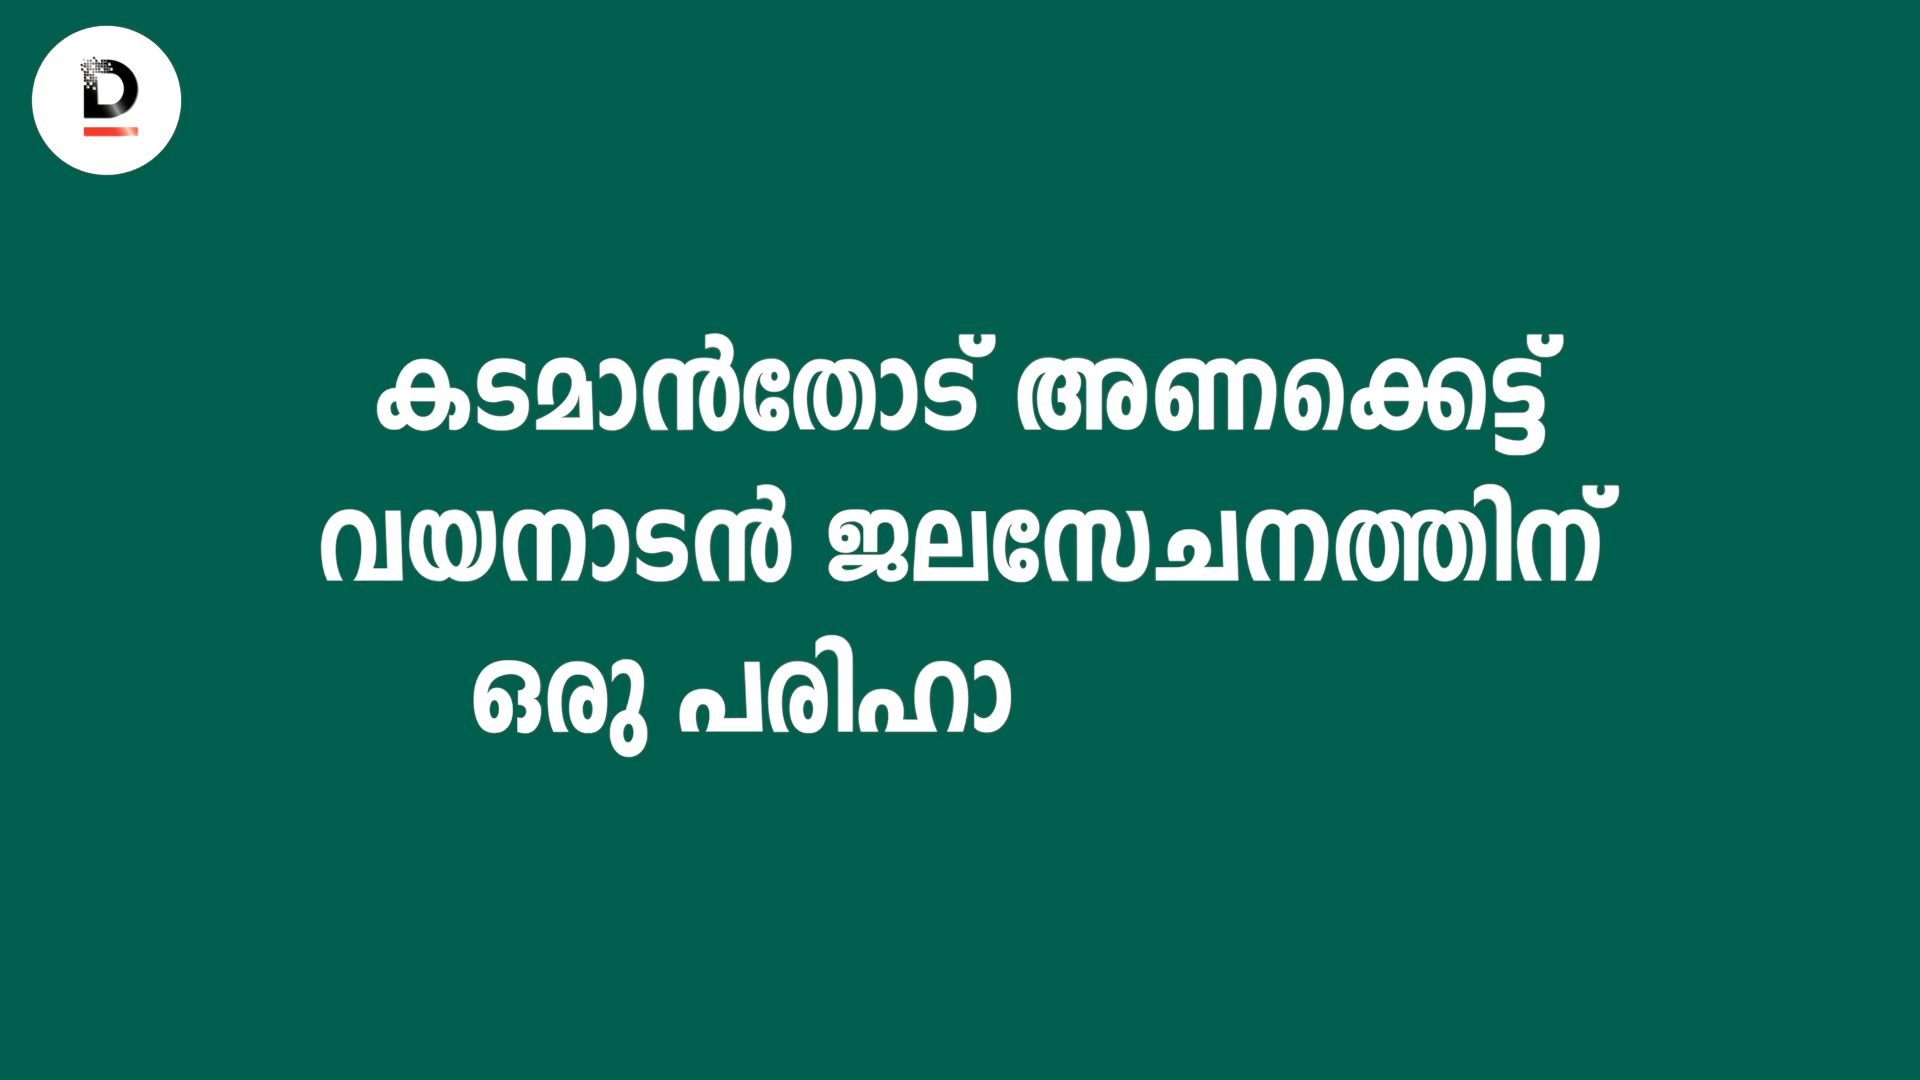 D
കടമാൻതോട് അണക്കെട്ട്
വയനാടൻ ജലസേചനത്തിന്
ഒരു പരിഹാ